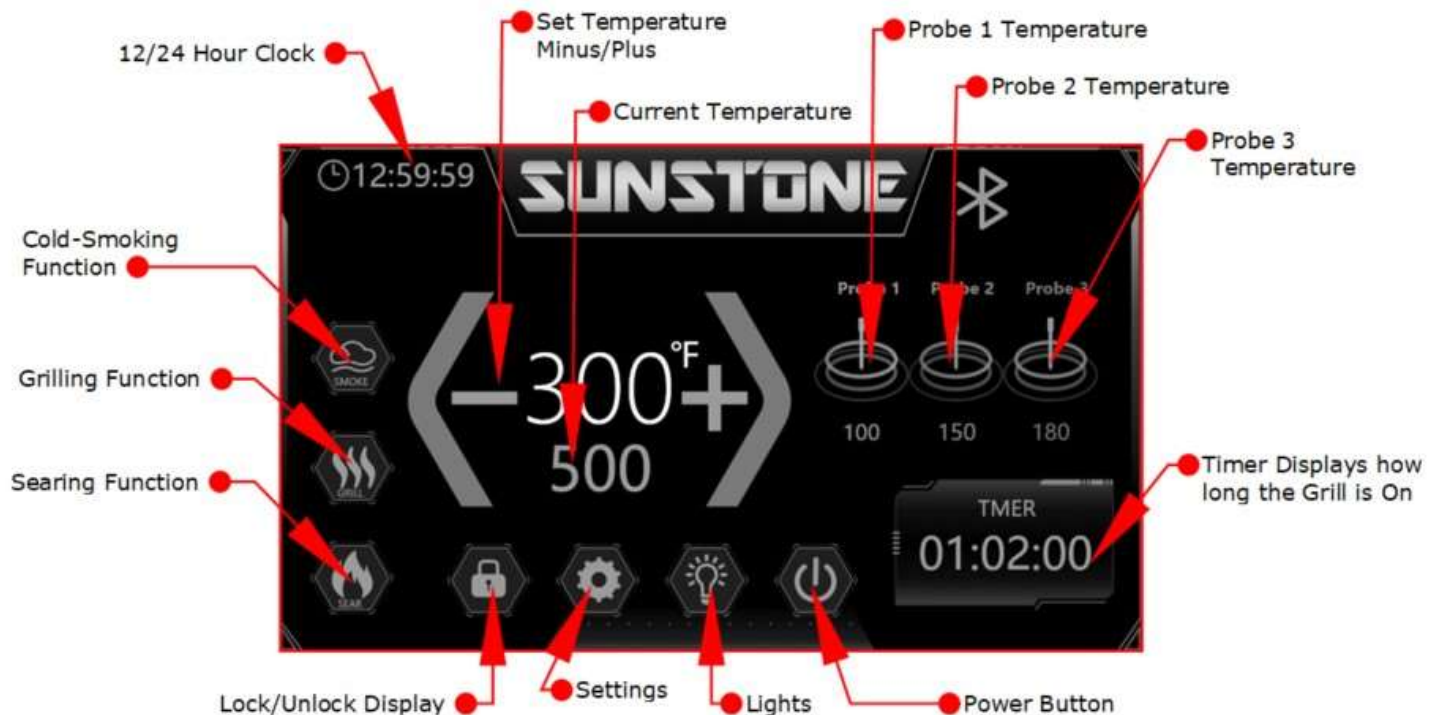 Set Temperature
Minus/Plus
Probe 1 Temperature
12/24 Hour Clock
Probe 2 Temperature
Current Temperature
Probe 3
Temperature
12:59:59
SUNSTONE
Cold-Smoking
Function
Probe 1 Probe 2 Probe 3
SMOKE
300°F
− +
Grilling Function
100 150 180
500
GRILL
Searing Function
Timer Displays how
long the Grill is On
TMER
01:02:00
SEAR
Lock/Unlock Display
Settings
Lights
Power Button